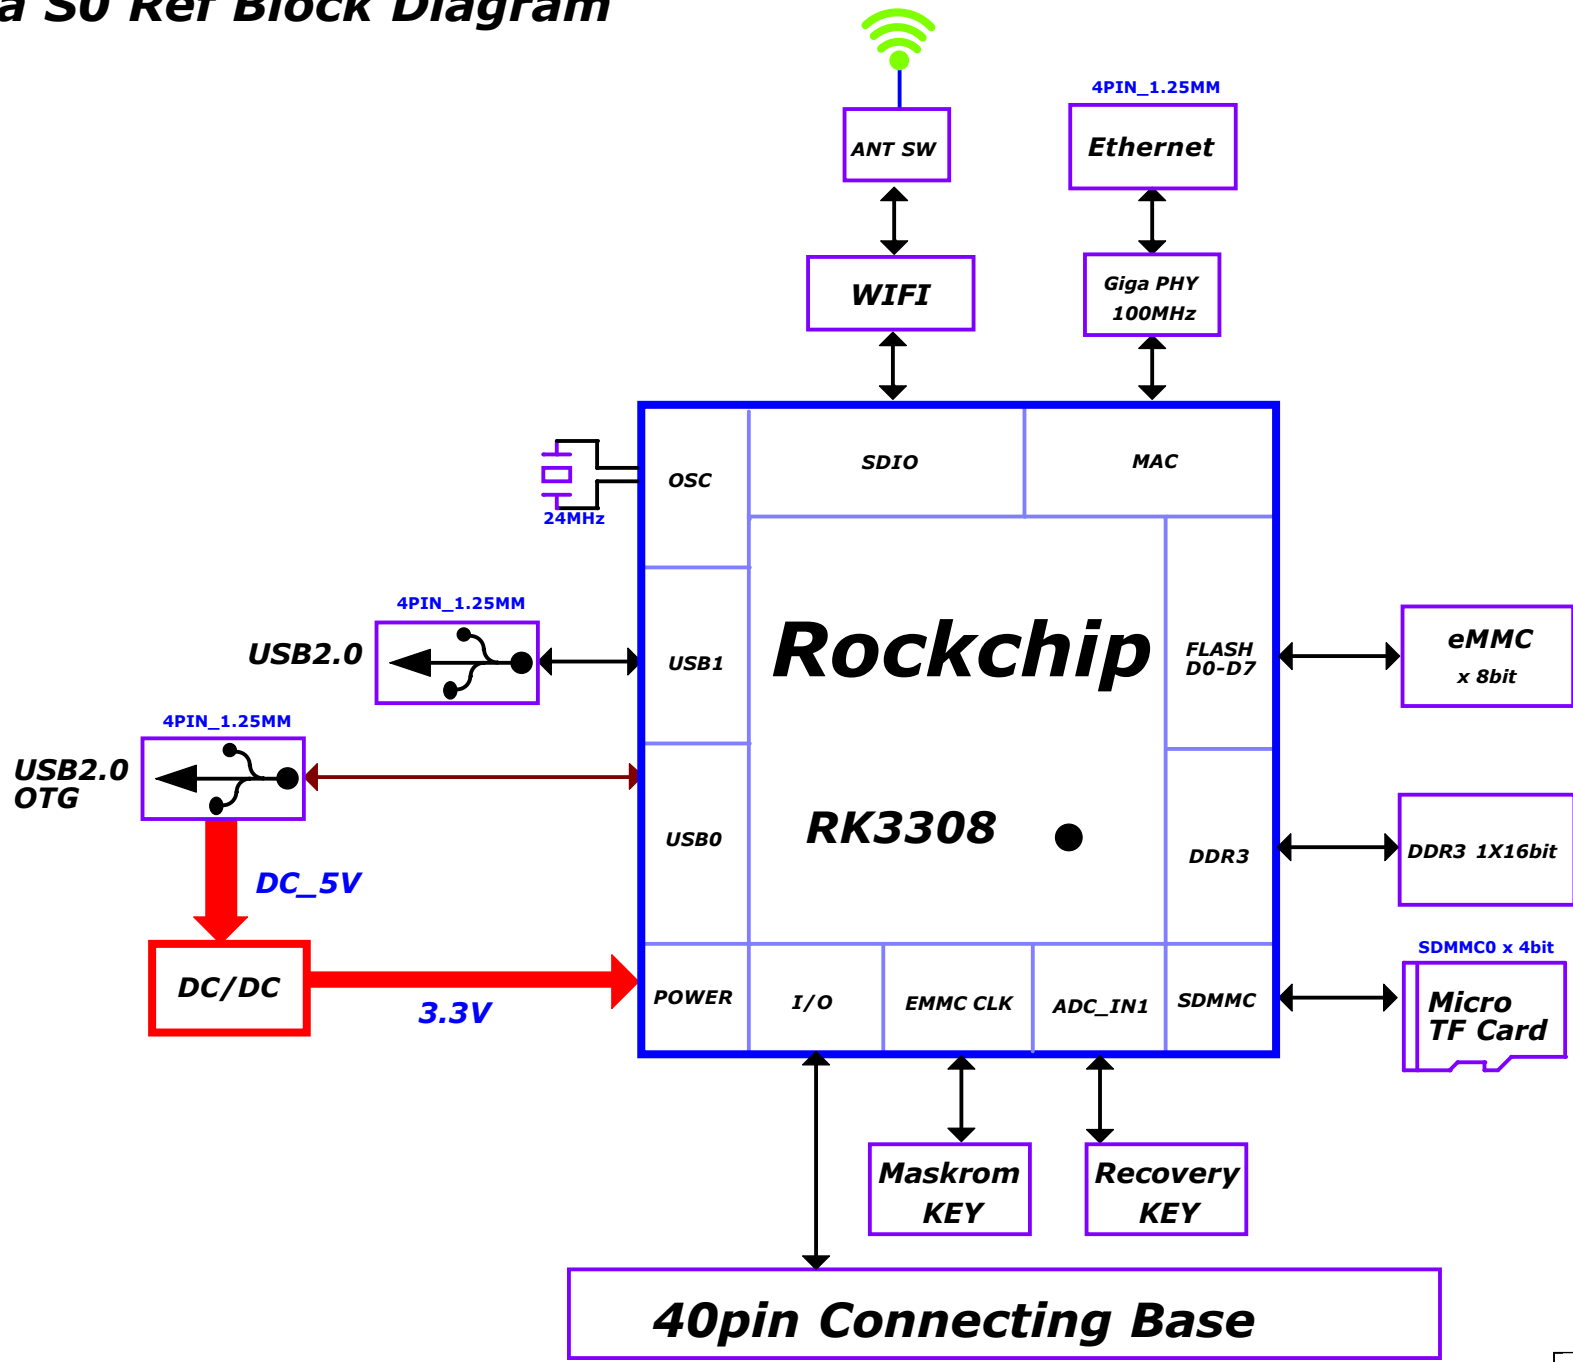 a S0 Ref Block Diagram
4PIN_1.25MM
ANT SW
Ethernet
WIFI
Giga PHY
100MHz
OSC
SDIO
MAC
24MHz
4PIN_1.25MM
USB2.0
USB1
Rockchip
FLASH
D0-D7
eMMC
x 8bit
4PIN_1.25MM
USB2.0
OTG
USB0
RK3308
DDR3
DDR3 1X16bit
DC_5V
SDMMC0 x 4bit
DC/DC
3.3V
POWER
I/O
EMMC CLK
ADC_IN1
SDMMC
Micro
TF Card
Maskrom
KEY
Recovery
KEY
40pin Connecting Base